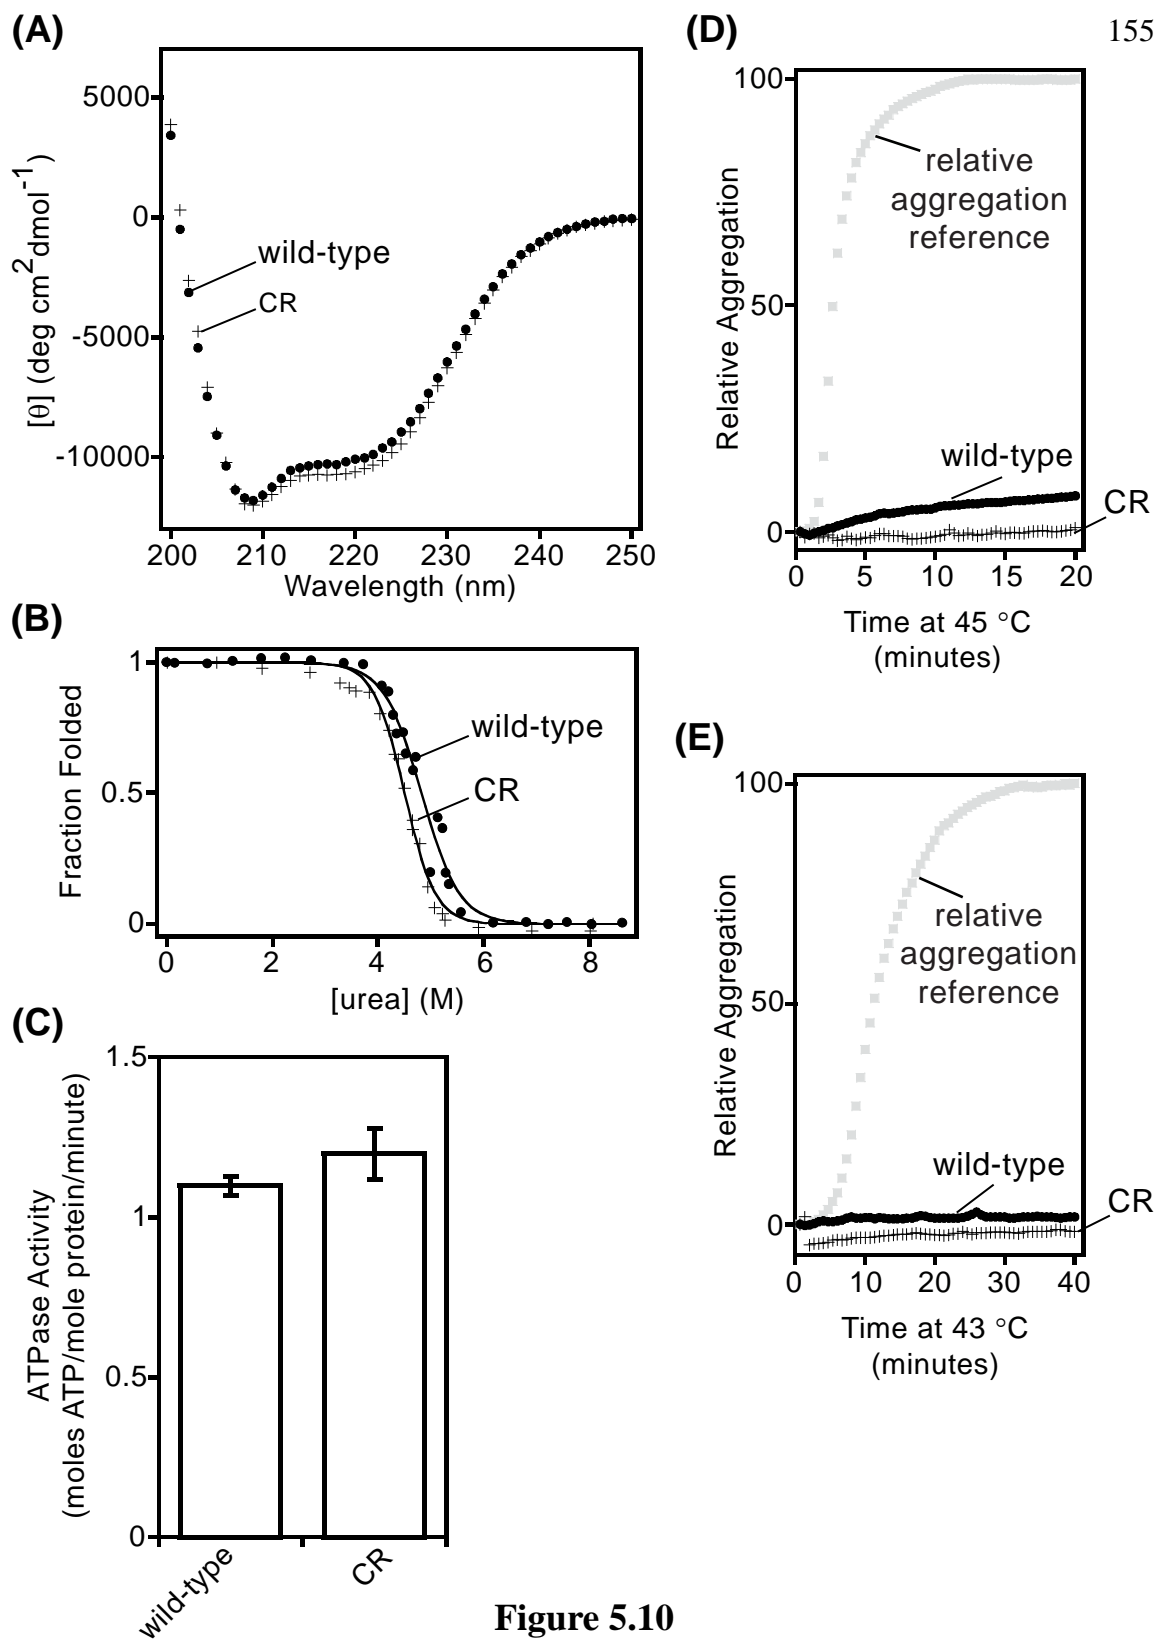 155
(A)
5000
0
-5000
-10000
[θ] (deg cm2dmol-1)
wild-type
CR
200 210 220 230 240 250
Wavelength (nm)
(B)
1
0.5
0
Fraction Folded
wild-type
CR
0 2 4 6 8
[urea] (M)
(C)
1.5
1
0.5
0
ATPase Activity
(moles ATP/mole protein/minute)
wild-type
CR
(D)
100
50
0
Relative Aggregation
relative
aggregation
reference
wild-type
CR
0 5 10 15 20
Time at 45 °C
(minutes)
(E)
100
50
0
Relative Aggregation
relative
aggregation
reference
wild-type
CR
0 10 20 30 40
Time at 43 °C
(minutes)
Figure 5.10